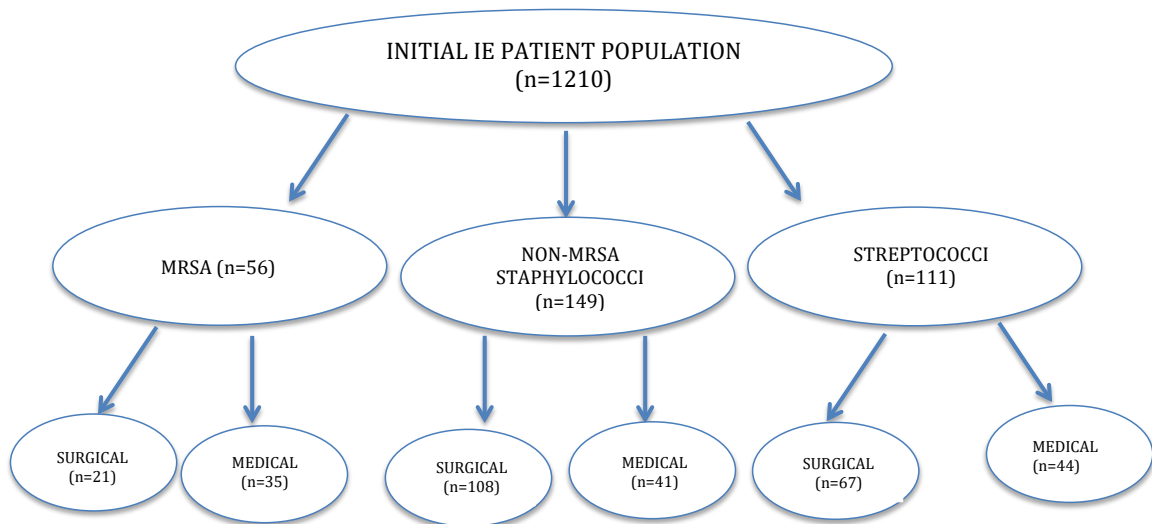 INITIAL IE PATIENT POPULATION
(n=1210)
MRSA (n=56)
NON-MRSA
STAPHYLOCOCCI
(n=149)
STREPTOCOCCI
(n=111)
SURGICAL
(n=21)
MEDICAL
(n=35)
SURGICAL
(n=108)
MEDICAL
(n=41)
SURGICAL
(n=67)
MEDICAL
(n=44)